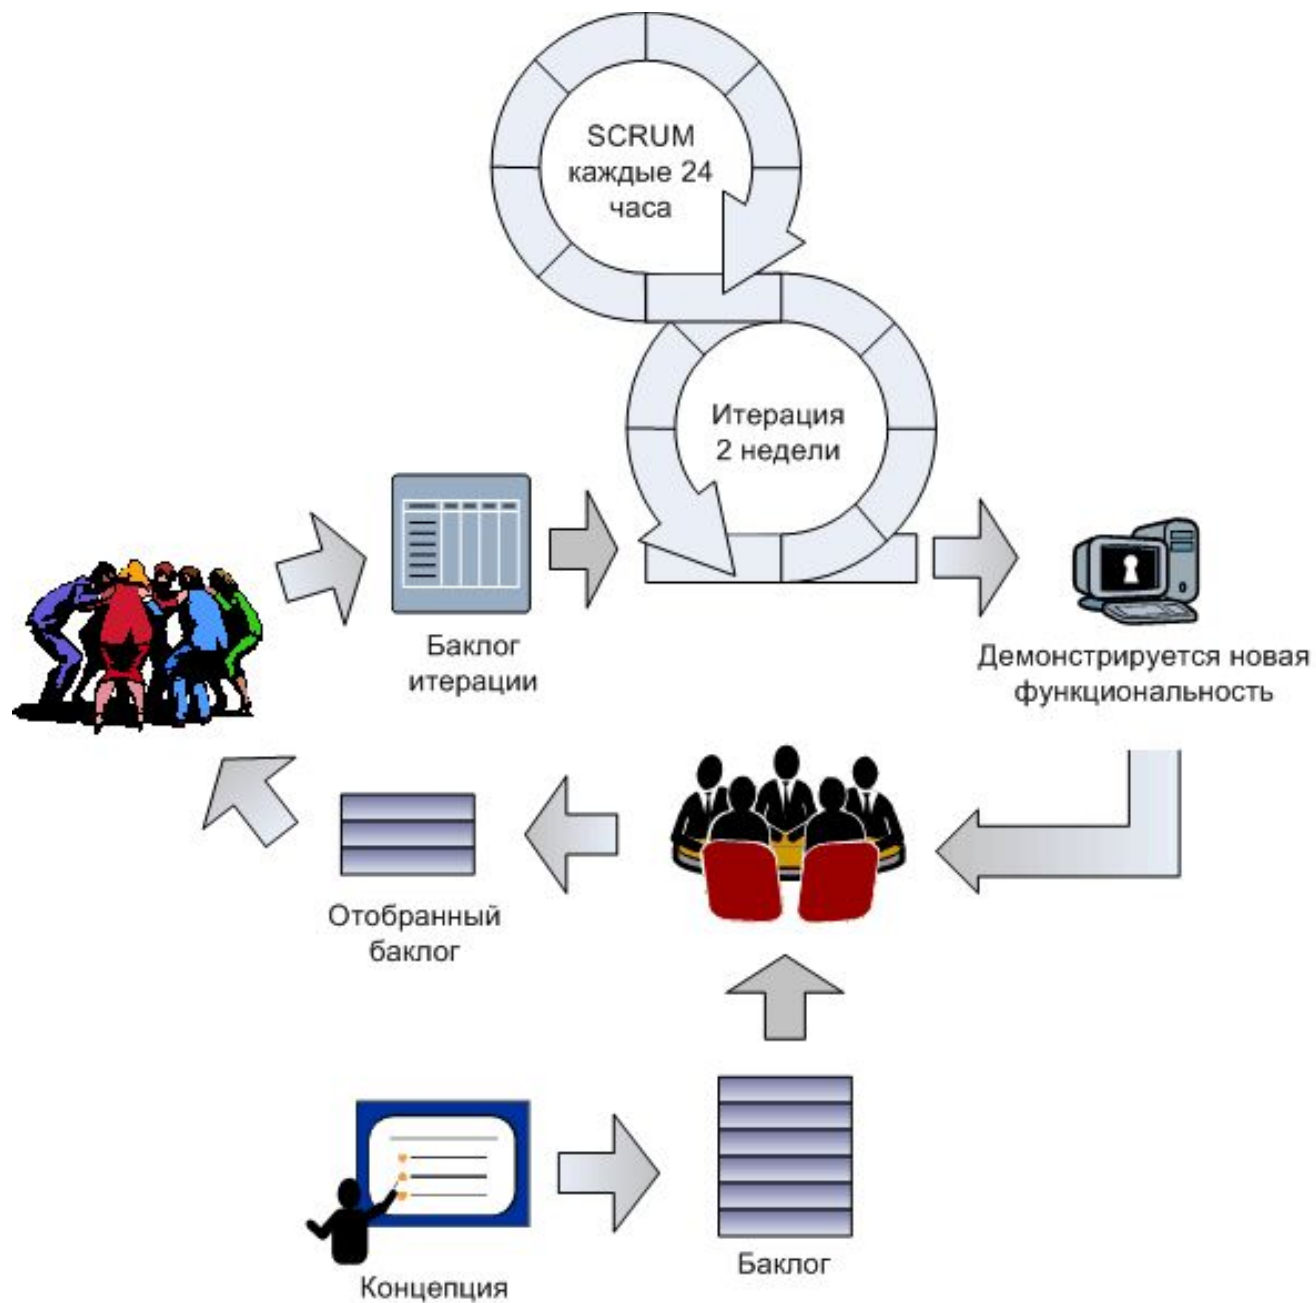 SCRUM
каждые 24
часа
Итерация
2 недели
Баклог
итерации
Демонстрируется новая
функциональность
Отобранный
баклог
Концепция
Баклог